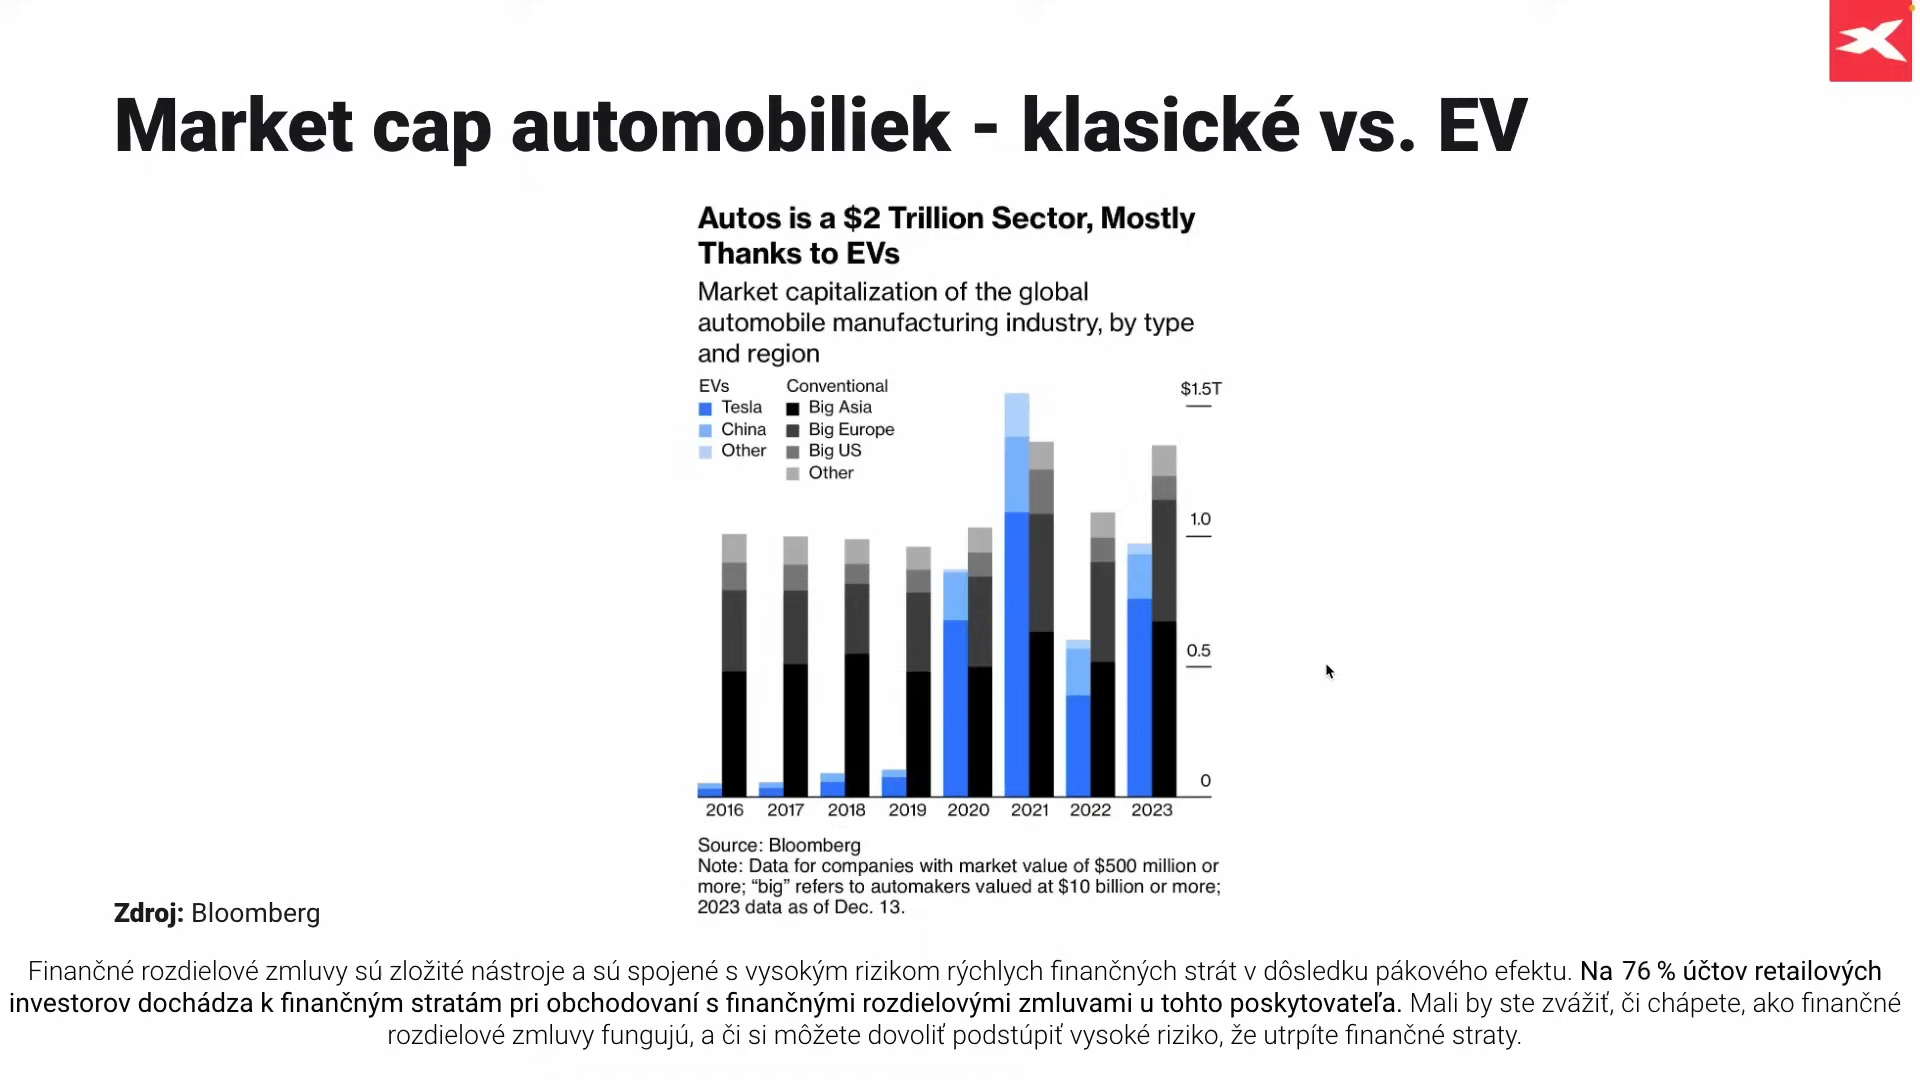 Market cap automobiliek - klasické vs. EV
Autos is a $2 Trillion Sector, Mostly
Thanks to EVs
Market capitalization of the global
automobile manufacturing industry, by type
and region
EVs
Tesla
China
Other
Conventional
Big Asia
Big Europe
Big US
Other
$1.5T
1.0
0.5
0
2016 2017 2018 2019 2020 2021 2022 2023
Source: Bloomberg
Note: Data for companies with market value of $500 million or
more; “big” refers to automakers valued at $10 billion or more;
2023 data as of Dec. 13.
Zdroj: Bloomberg
Finančné rozdielové zmluvy sú zložité nástroje a sú spojené s vysokým rizikom rýchlych finančných strát v dôsledku pákového efektu. Na 76 % účtov retailových
investorov dochádza k finančným stratám pri obchodovaní s finančnými rozdielovými zmluvami u tohto poskytovateľa. Mali by ste zvážiť, či chápete, ako finančné
rozdielové zmluvy fungujú, a či si môžete dovoliť podstúpiť vysoké riziko, že utrpíte finančné straty.